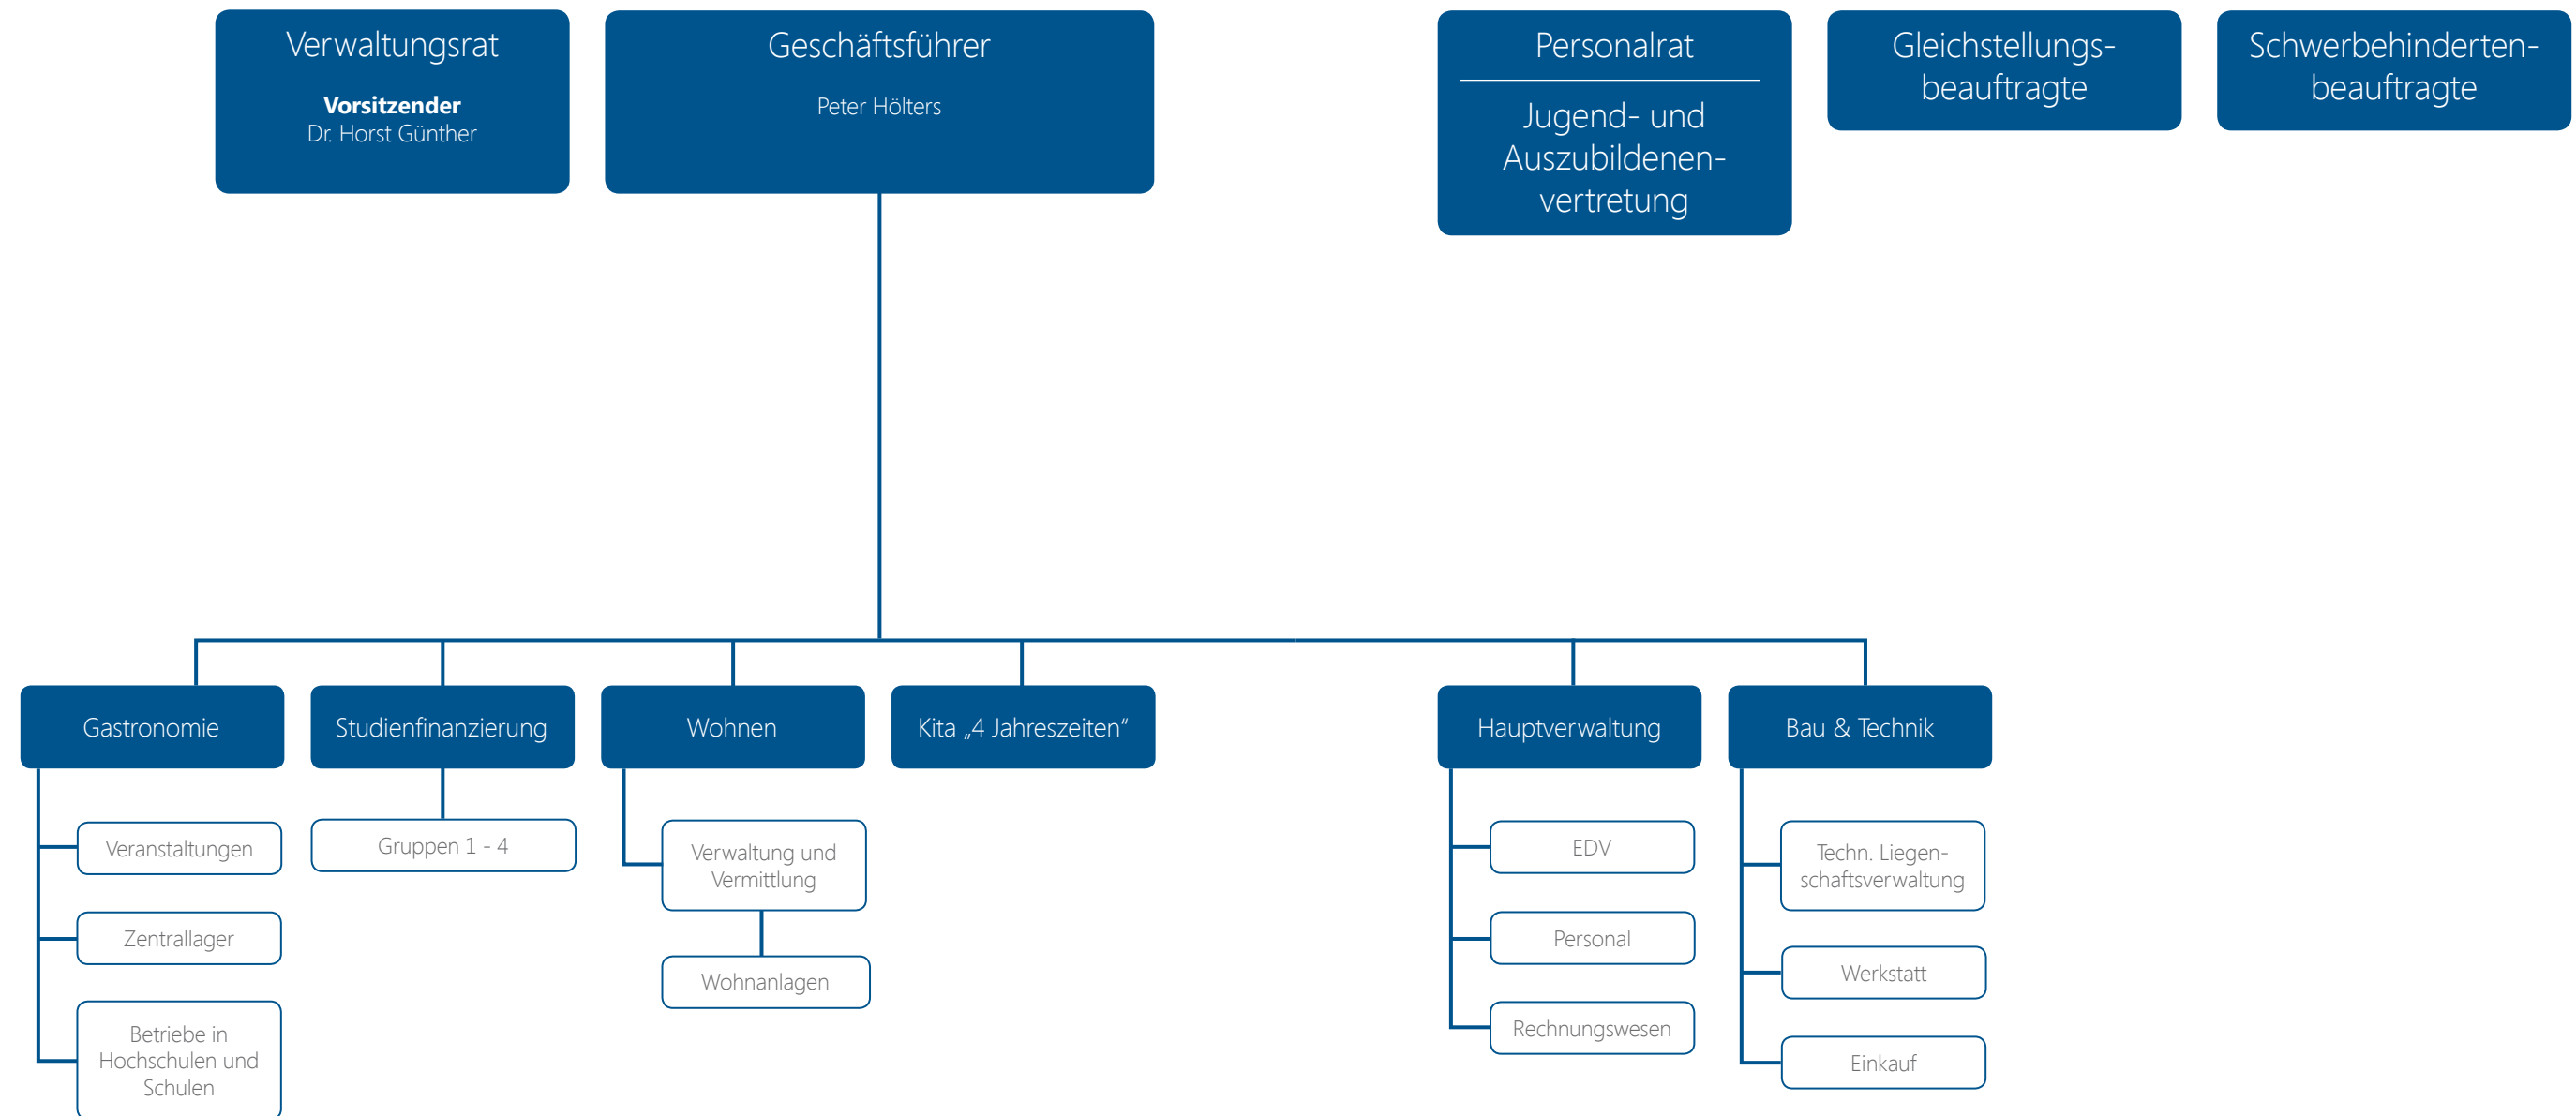 Verwaltungsrat
Vorsitzender
Dr. Horst Günther
Geschäftsführer
Peter Hölters
Personalrat
Jugend- und
Auszubildenen-
vertretung
Gleichstellungs-
beauftragte
Schwerbehinderten-
beauftragte
Gastronomie
Studienfinanzierung
Wohnen
Kita „4 Jahreszeiten“
Hauptverwaltung
Bau & Technik
Veranstaltungen
Zentrallager
Betriebe in
Hochschulen und
Schulen
Gruppen 1 - 4
Verwaltung und
Vermittlung
Wohnanlagen
EDV
Personal
Rechnungswesen
Techn. Liegen-
schaftsverwaltung
Werkstatt
Einkauf